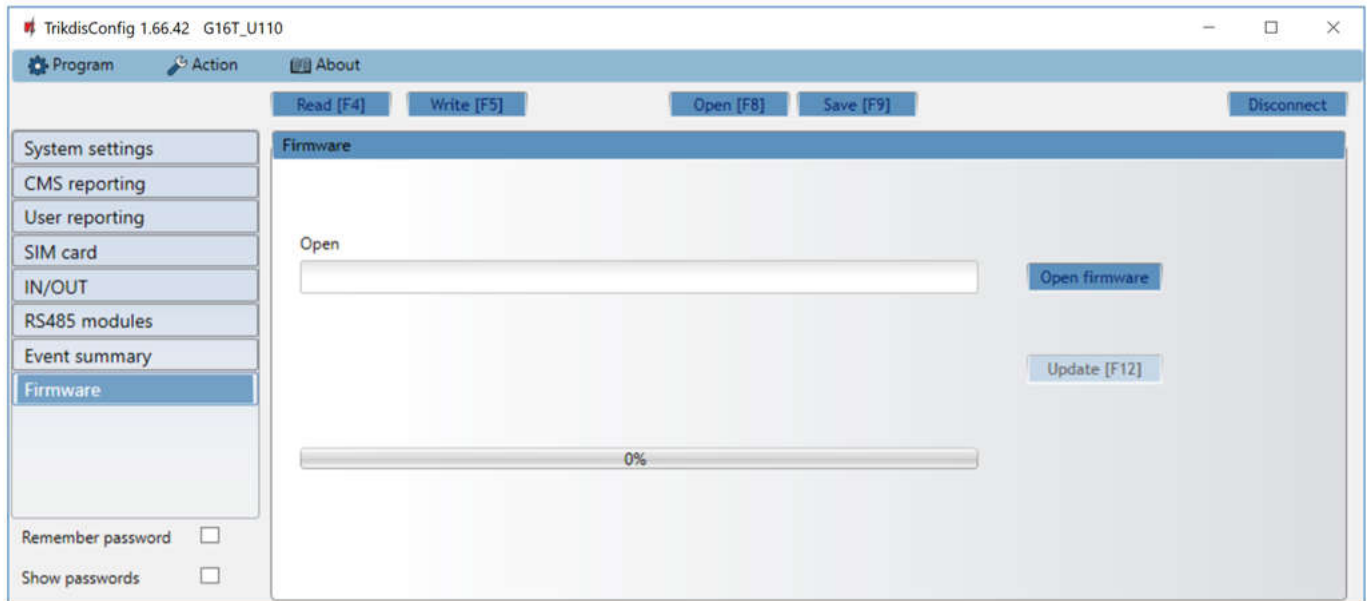 TrikdisConfig 1.66.42 G16T_U110
Program Action About
Read [F4] Write [F5] Open [F8] Save [F9] Disconnect
System settings
CMS reporting
User reporting
SIM card
IN/OUT
RS485 modules
Event summary
Firmware
Remember password
Show passwords
Firmware
Open
Open firmware
Update [F12]
0%